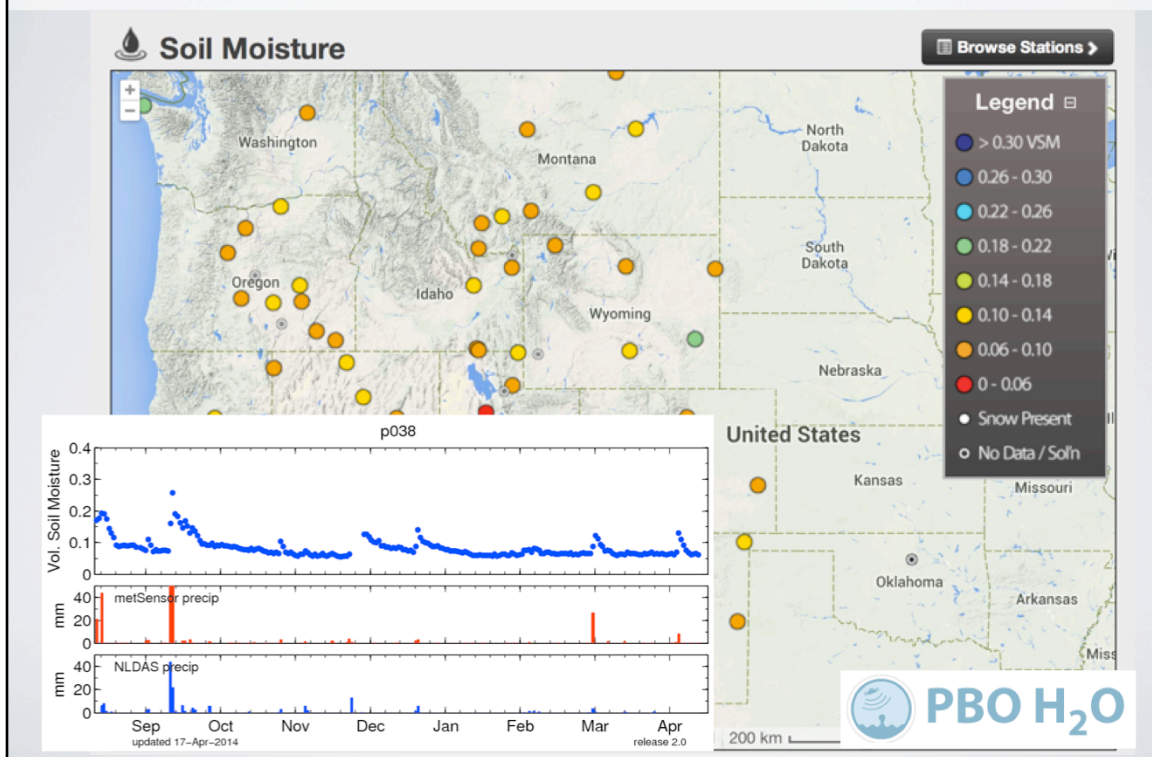 Soil Moisture
Browse Stations
+
−
Washington
Montana
North
Dakota
Oregon
Idaho
South
Dakota
Wyoming
Nebraska
United States
Kansas
Missouri
Oklahoma
Arkansas
Miss
200 km
Legend
> 0.30 VSM
0.26 - 0.30
0.22 - 0.26
0.18 - 0.22
0.14 - 0.18
0.10 - 0.14
0.06 - 0.10
0 - 0.06
Snow Present
No Data / Sol'n
p038
Vol. Soil Moisture
0.4
0.3
0.2
0.1
0
metSensor precip
mm
40
20
0
NLDAS precip
mm
40
20
0
Sep Oct Nov Dec Jan Feb Mar Apr
updated 17-Apr-2014
release 2.0
PBO H2O